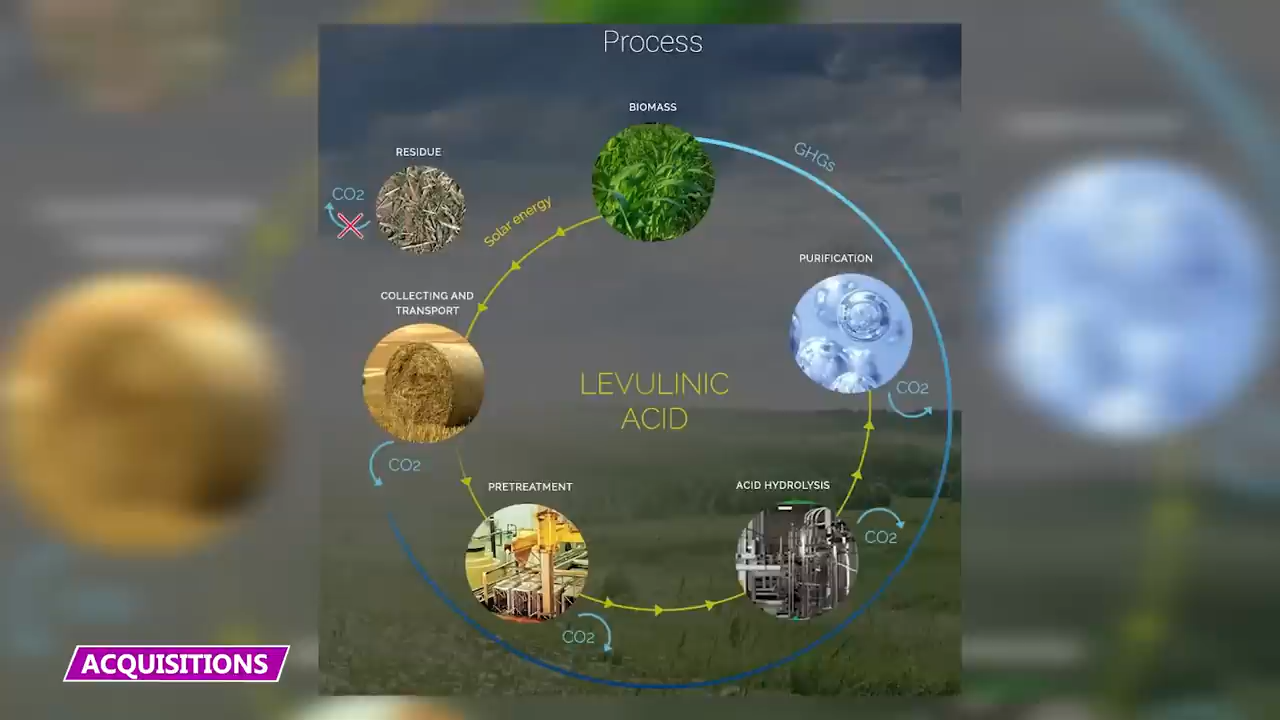 Process
BIOMASS
GHGs
RESIDUE
CO2
Solar energy
PURIFICATION
COLLECTING AND
TRANSPORT
LEVULINIC
ACID
CO2
CO2
PRETREATMENT
ACID HYDROLYSIS
CO2
CO2
ACQUISITIONS